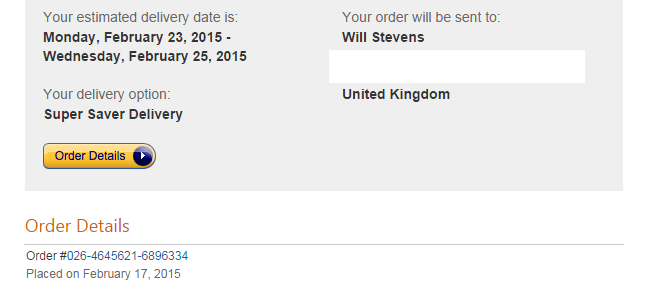 Your estimated delivery date is:
Monday, February 23, 2015 -
Wednesday, February 25, 2015
Your delivery option:
Super Saver Delivery
Your order will be sent to:
Will Stevens
United Kingdom
Order Details
Order Details
Order #026-4645621-6896334
Placed on February 17, 2015